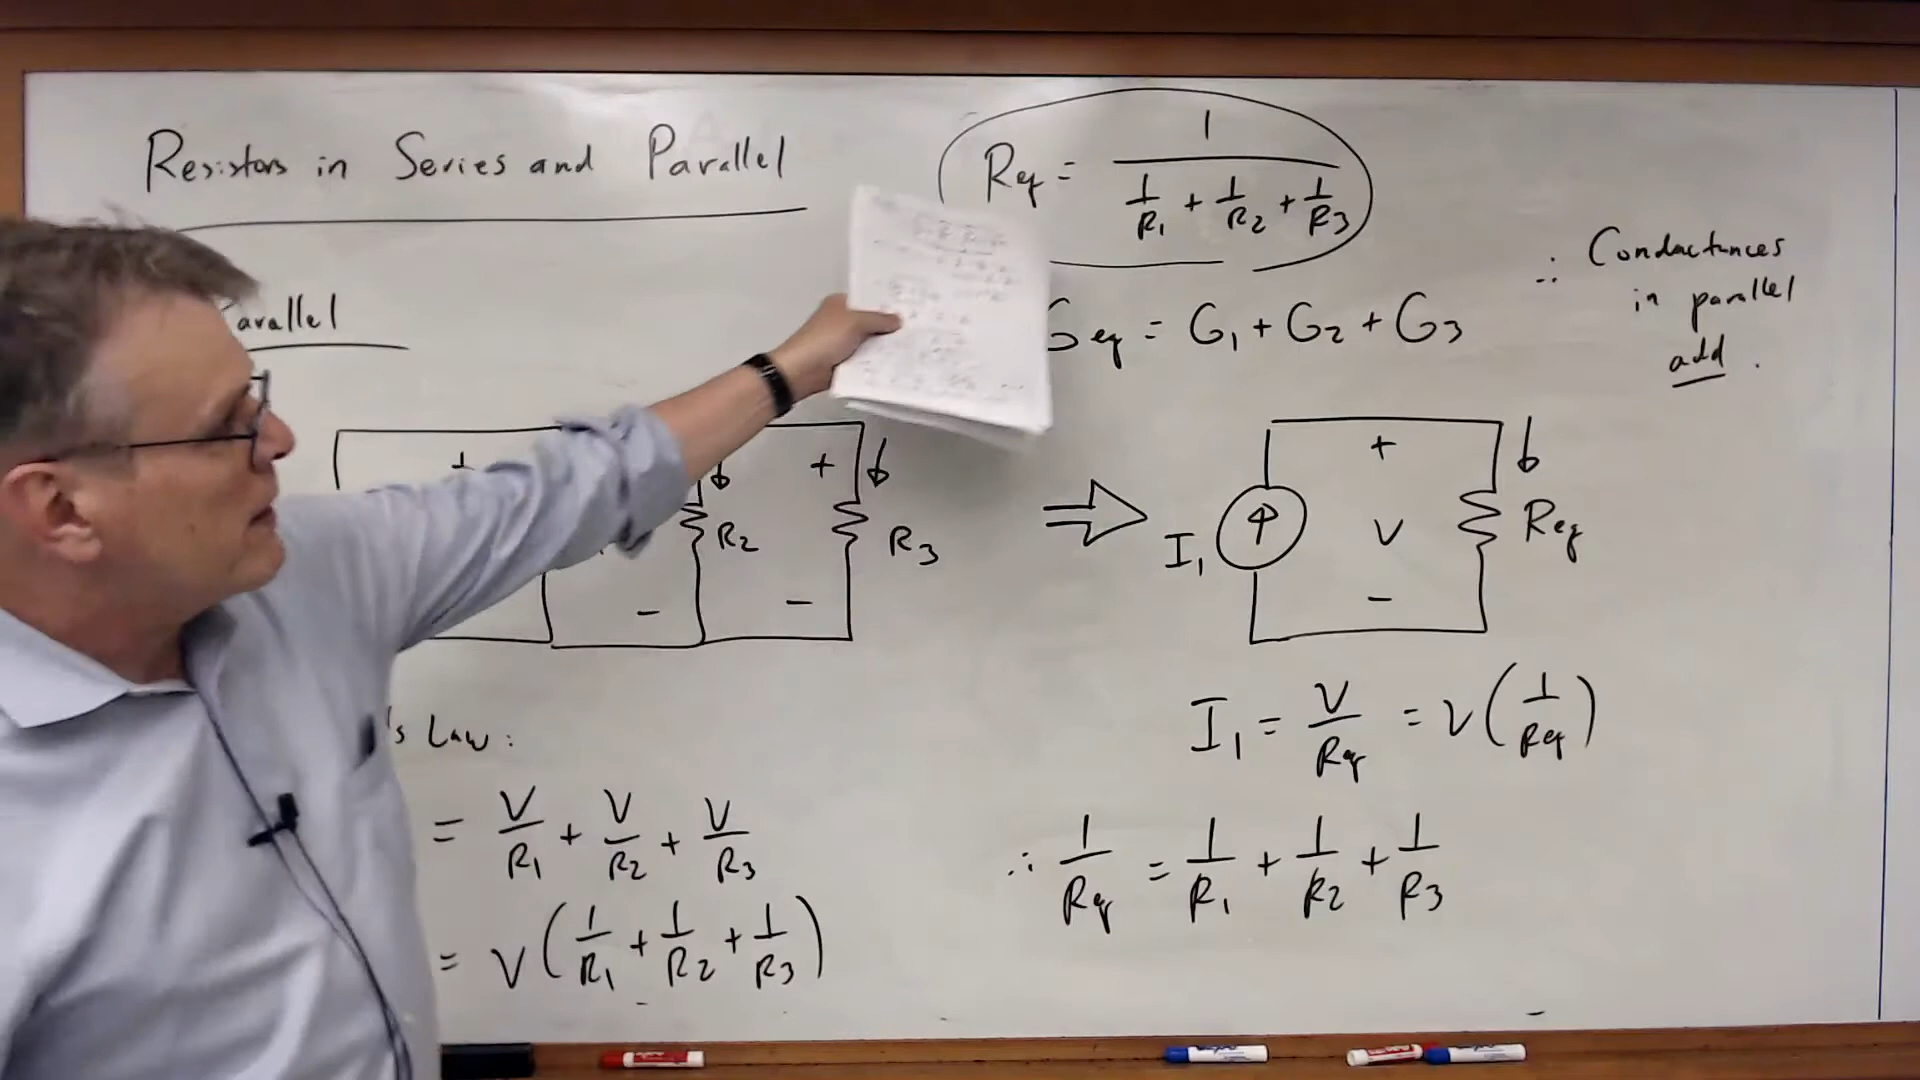 Resistors in Series and Parallel
Req = 1 / (1/R1 + 1/R2 + 1/R3)
∴ Conductances
in parallel
add.
arallel
Geq = G1 + G2 + G3
+ + +
R2 R3
- -
⇒
I1 V Req
+
-
's Law:
I1 = V/Req = V(1/Req)
= V/R1 + V/R2 + V/R3
∴ 1/Req = 1/R1 + 1/R2 + 1/R3
= V(1/R1 + 1/R2 + 1/R3)